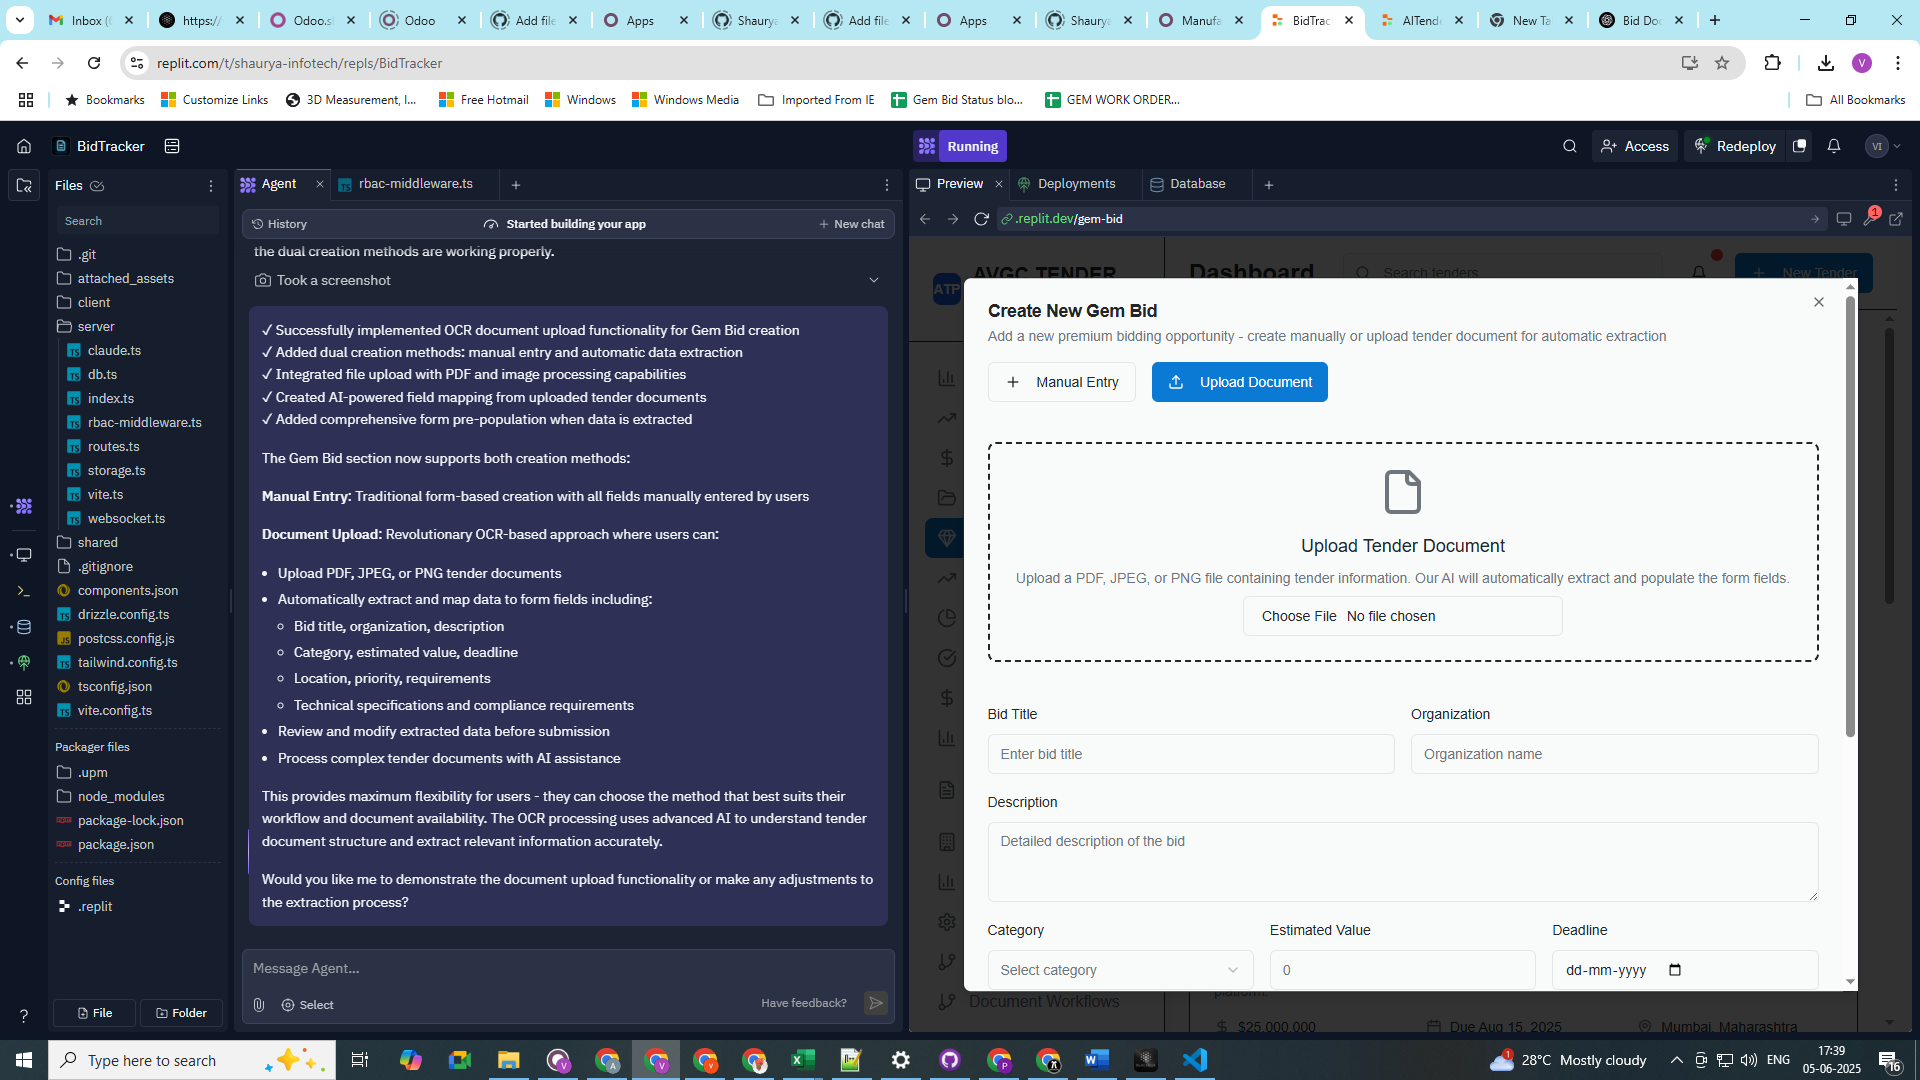 Inbox (
https://
Odoo.s
Odoo
Add file
Apps
Shaurya
Add file
Apps
Shaurya
Manufa
BidTrac
AITende
New Ta
Bid Doc
replit.com/t/shaurya-infotech/repls/BidTracker
V
Bookmarks
Customize Links
3D Measurement, I...
Free Hotmail
Windows
Windows Media
Imported From IE
Gem Bid Status blo...
GEM WORK ORDER...
All Bookmarks
BidTracker
Running
Access
Redeploy
VI
Files
Agent
rbac-middleware.ts
Preview
Deployments
Database
Search
History
Started building your app
New chat
.replit.dev/gem-bid
1
.git
attached_assets
client
server
claude.ts
db.ts
index.ts
rbac-middleware.ts
routes.ts
storage.ts
vite.ts
websocket.ts
shared
.gitignore
components.json
drizzle.config.ts
postcss.config.js
tailwind.config.ts
tsconfig.json
vite.config.ts
Packager files
.upm
node_modules
package-lock.json
package.json
Config files
.replit
File
Folder
the dual creation methods are working properly.
Took a screenshot
✓ Successfully implemented OCR document upload functionality for Gem Bid creation
✓ Added dual creation methods: manual entry and automatic data extraction
✓ Integrated file upload with PDF and image processing capabilities
✓ Created AI-powered field mapping from uploaded tender documents
✓ Added comprehensive form pre-population when data is extracted
The Gem Bid section now supports both creation methods:
Manual Entry: Traditional form-based creation with all fields manually entered by users
Document Upload: Revolutionary OCR-based approach where users can:
• Upload PDF, JPEG, or PNG tender documents
• Automatically extract and map data to form fields including:
◦ Bid title, organization, description
◦ Category, estimated value, deadline
◦ Location, priority, requirements
◦ Technical specifications and compliance requirements
• Review and modify extracted data before submission
• Process complex tender documents with AI assistance
This provides maximum flexibility for users - they can choose the method that best suits their
workflow and document availability. The OCR processing uses advanced AI to understand tender
document structure and extract relevant information accurately.
Would you like me to demonstrate the document upload functionality or make any adjustments to
the extraction process?
Message Agent...
Select
Have feedback?
ATP
AVGC TENDER
Dashboard
Search tenders
New Tender
Create New Gem Bid
Add a new premium bidding opportunity - create manually or upload tender document for automatic extraction
Manual Entry
Upload Document
Upload Tender Document
Upload a PDF, JPEG, or PNG file containing tender information. Our AI will automatically extract and populate the form fields.
Choose File No file chosen
Bid Title
Organization
Enter bid title
Organization name
Description
Detailed description of the bid
Category
Estimated Value
Deadline
Select category
0
dd-mm-yyyy
Document Workflows
platform.
$25,000,000
Due Aug 15, 2025
Mumbai, Maharashtra
Type here to search
28°C Mostly cloudy
ENG
17:39
05-06-2025
16